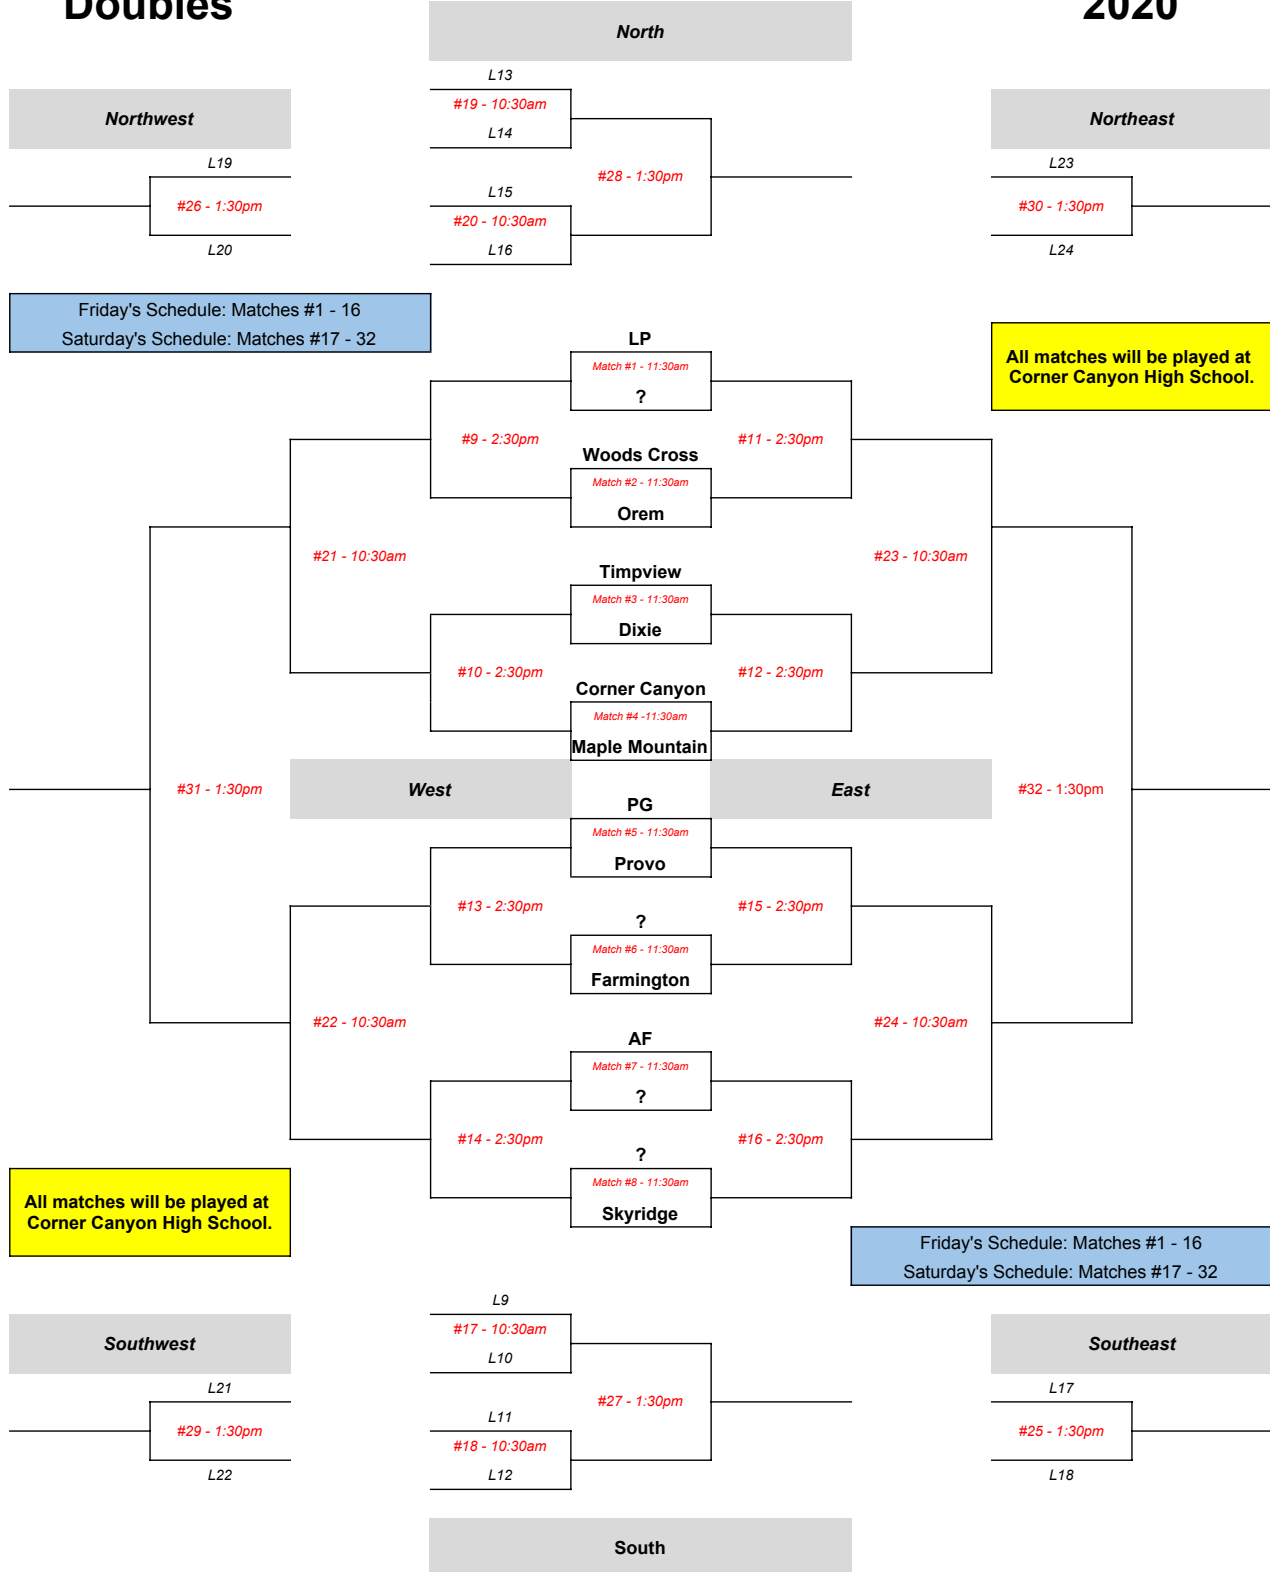 Doubles
2020
North
L13
#19 - 10:30am
L14
Northwest
Northeast
L19
#26 - 1:30pm
L20
#28 - 1:30pm
L15
#20 - 10:30am
L16
L23
#30 - 1:30pm
L24
Friday's Schedule: Matches #1 - 16
Saturday's Schedule: Matches #17 - 32
All matches will be played at
Corner Canyon High School.
LP
Match #1 - 11:30am
?
#9 - 2:30pm
#11 - 2:30pm
Woods Cross
Match #2 - 11:30am
Orem
#21 - 10:30am
#23 - 10:30am
Timpview
Match #3 - 11:30am
Dixie
#10 - 2:30pm
#12 - 2:30pm
Corner Canyon
Match #4 -11:30am
Maple Mountain
#31 - 1:30pm
West
East
#32 - 1:30pm
PG
Match #5 - 11:30am
Provo
#13 - 2:30pm
#15 - 2:30pm
?
Match #6 - 11:30am
Farmington
#22 - 10:30am
#24 - 10:30am
AF
Match #7 - 11:30am
?
#14 - 2:30pm
#16 - 2:30pm
?
Match #8 - 11:30am
Skyridge
All matches will be played at
Corner Canyon High School.
Friday's Schedule: Matches #1 - 16
Saturday's Schedule: Matches #17 - 32
L9
#17 - 10:30am
L10
Southwest
Southeast
L21
#29 - 1:30pm
L22
#27 - 1:30pm
L11
#18 - 10:30am
L12
L17
#25 - 1:30pm
L18
South